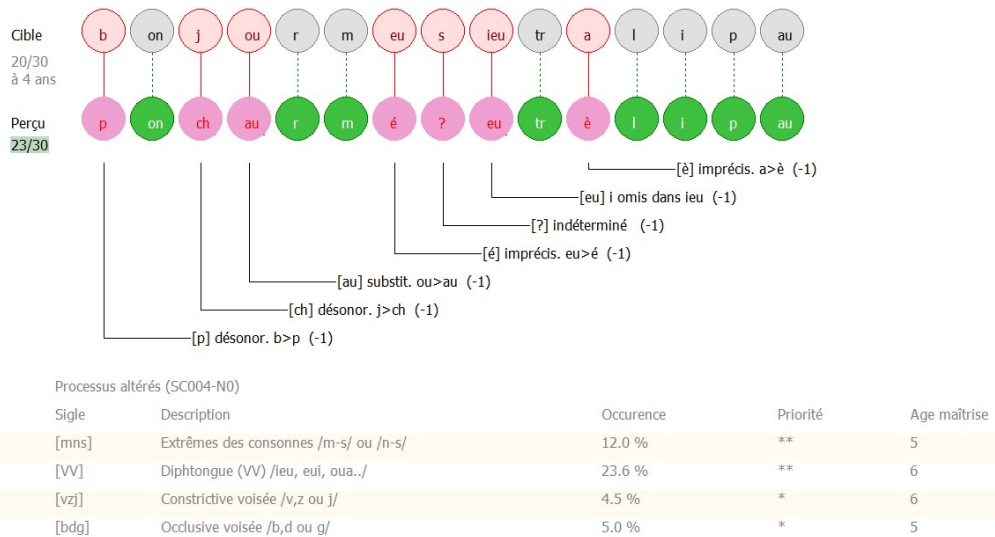 Cible b on j ou r m eu s ieu tr a l i p au
20/30
à 4 ans
Perçu p on ch au r m é ? eu tr è l i p au
23/30
[è] imprécis. a>è (-1)
[eu] i omis dans ieu (-1)
[?] indéterminé (-1)
[é] imprécis. eu>é (-1)
[au] substit. ou>au (-1)
[ch] désonor. j>ch (-1)
[p] désonor. b>p (-1)
Processus altérés (SC004-N0)
Sigle Description Occurence Priorité Age maîtrise
[mns] Extrêmes des consonnes /m-s/ ou /n-s/ 12.0 % ** 5
[VV] Diphtongue (VV) /ieu, eui, oua../ 23.6 % ** 6
[vzj] Constrictive voisée /v,z ou j/ 4.5 % * 6
[bdg] Occlusive voisée /b,d ou g/ 5.0 % * 5